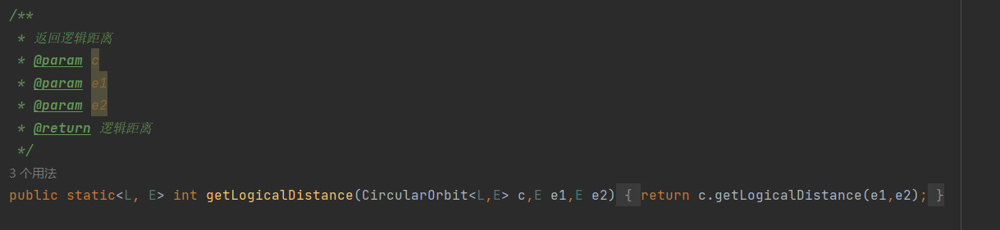 /**
 * 返回逻辑距离
 * @param c
 * @param e1
 * @param e2
 * @return 逻辑距离
 */
3 个用法
public static<L, E> int getLogicalDistance(CircularOrbit<L,E> c,E e1,E e2) { return c.getLogicalDistance(e1,e2); }